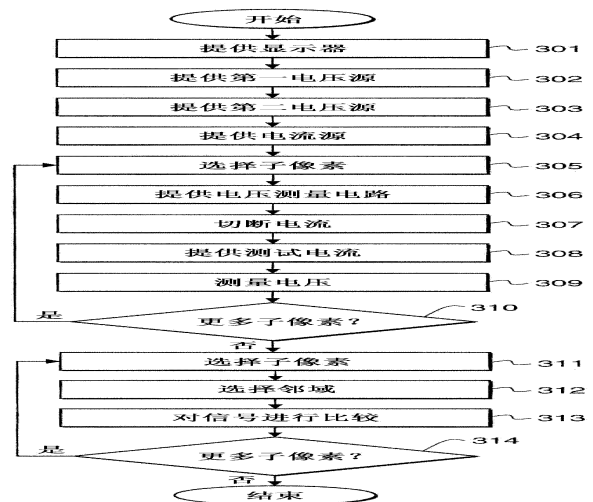 开始
提供显示器 301
提供第一电压源 302
提供第二电压源 303
提供电流源 304
选择子像素 305
提供电压测量电路 306
切断电流 307
提供测试电流 308
测量电压 309
更多子像素? 310
是
否
选择子像素 311
选择邻域 312
对信号进行比较 313
更多子像素? 314
是
否
结束